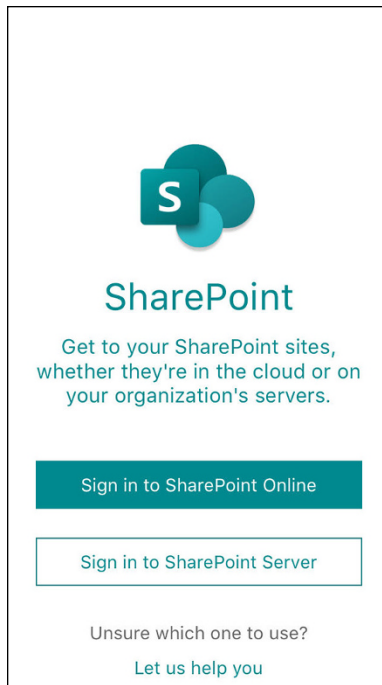 S
SharePoint
Get to your SharePoint sites,
whether they're in the cloud or on
your organization's servers.
Sign in to SharePoint Online
Sign in to SharePoint Server
Unsure which one to use?
Let us help you